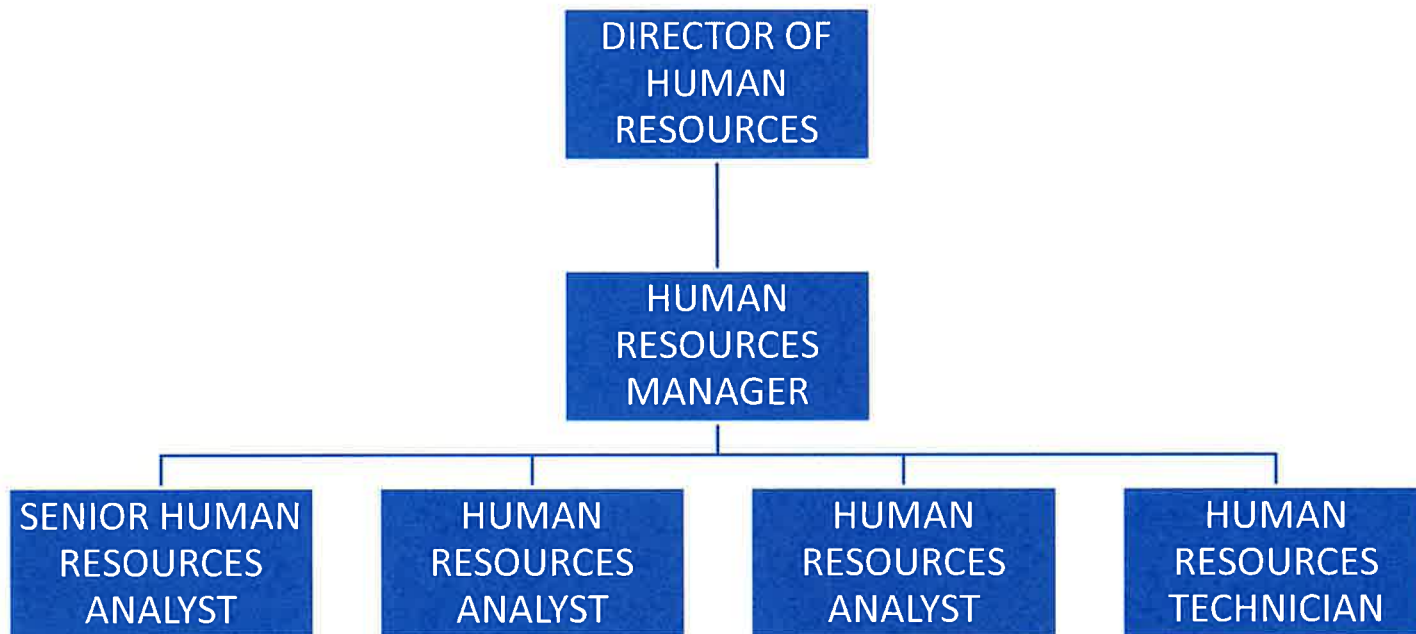 DIRECTOR OF
HUMAN
RESOURCES
HUMAN
RESOURCES
MANAGER
SENIOR HUMAN
RESOURCES
ANALYST
HUMAN
RESOURCES
ANALYST
HUMAN
RESOURCES
ANALYST
HUMAN
RESOURCES
TECHNICIAN